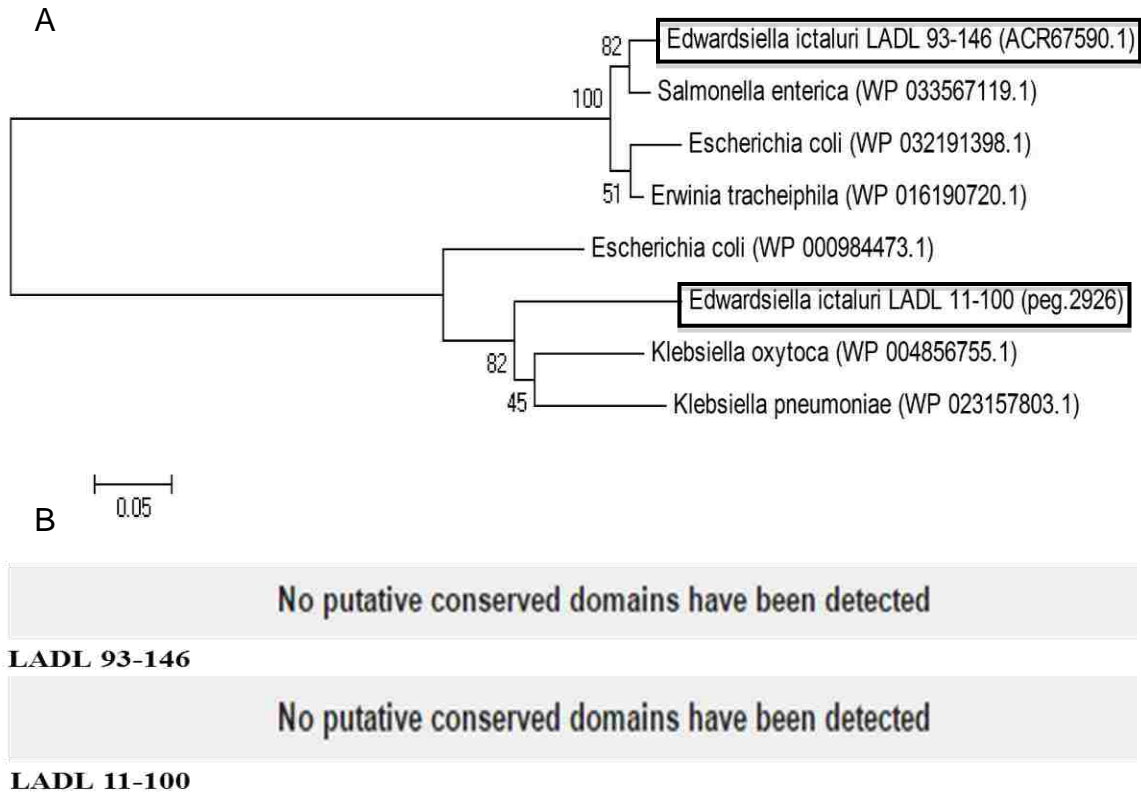 A
82
Edwardsiella ictaluri LADL 93-146 (ACR67590.1)
Salmonella enterica (WP 033567119.1)
100
Escherichia coli (WP 032191398.1)
51
Erwinia tracheiphila (WP 016190720.1)
Escherichia coli (WP 000984473.1)
Edwardsiella ictaluri LADL 11-100 (peg.2926)
82
Klebsiella oxytoca (WP 004856755.1)
45
Klebsiella pneumoniae (WP 023157803.1)
0.05
B
No putative conserved domains have been detected
LADL 93-146
No putative conserved domains have been detected
LADL 11-100